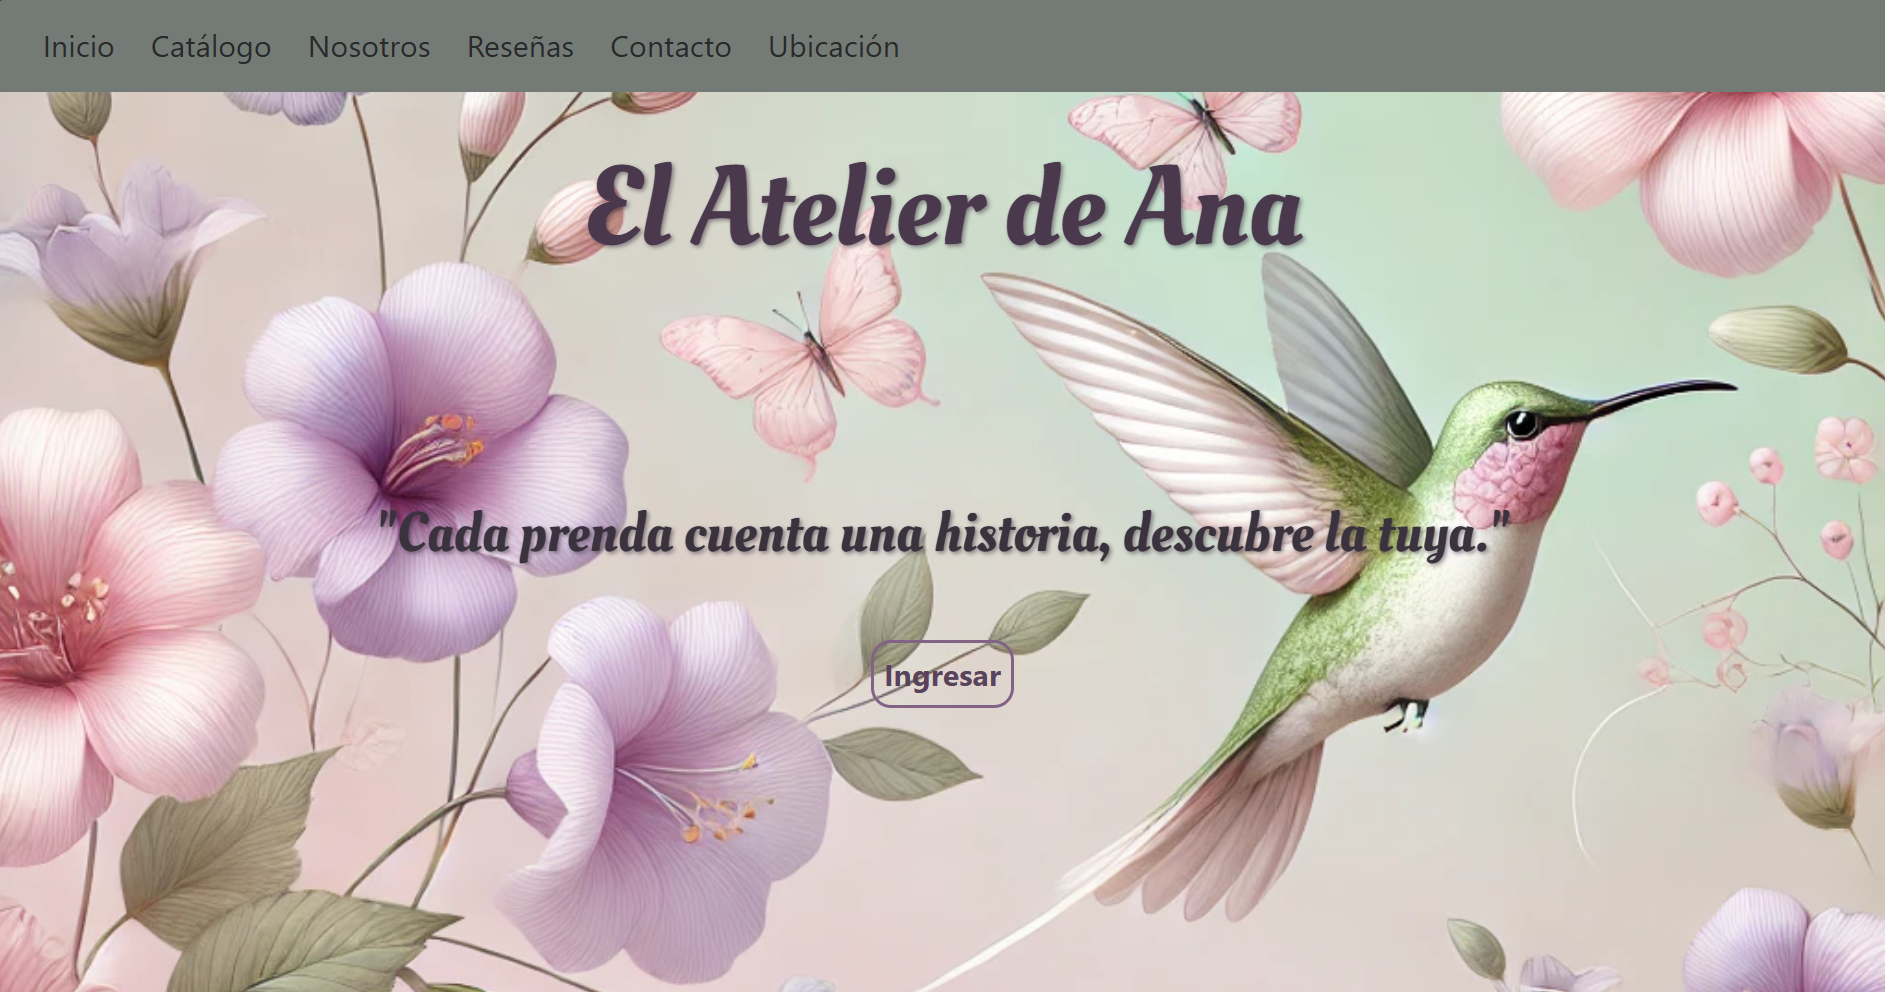 Inicio Catálogo Nosotros Reseñas Contacto Ubicación
El Atelier de Ana
"Cada prenda cuenta una historia, descubre la tuya."
Ingresar